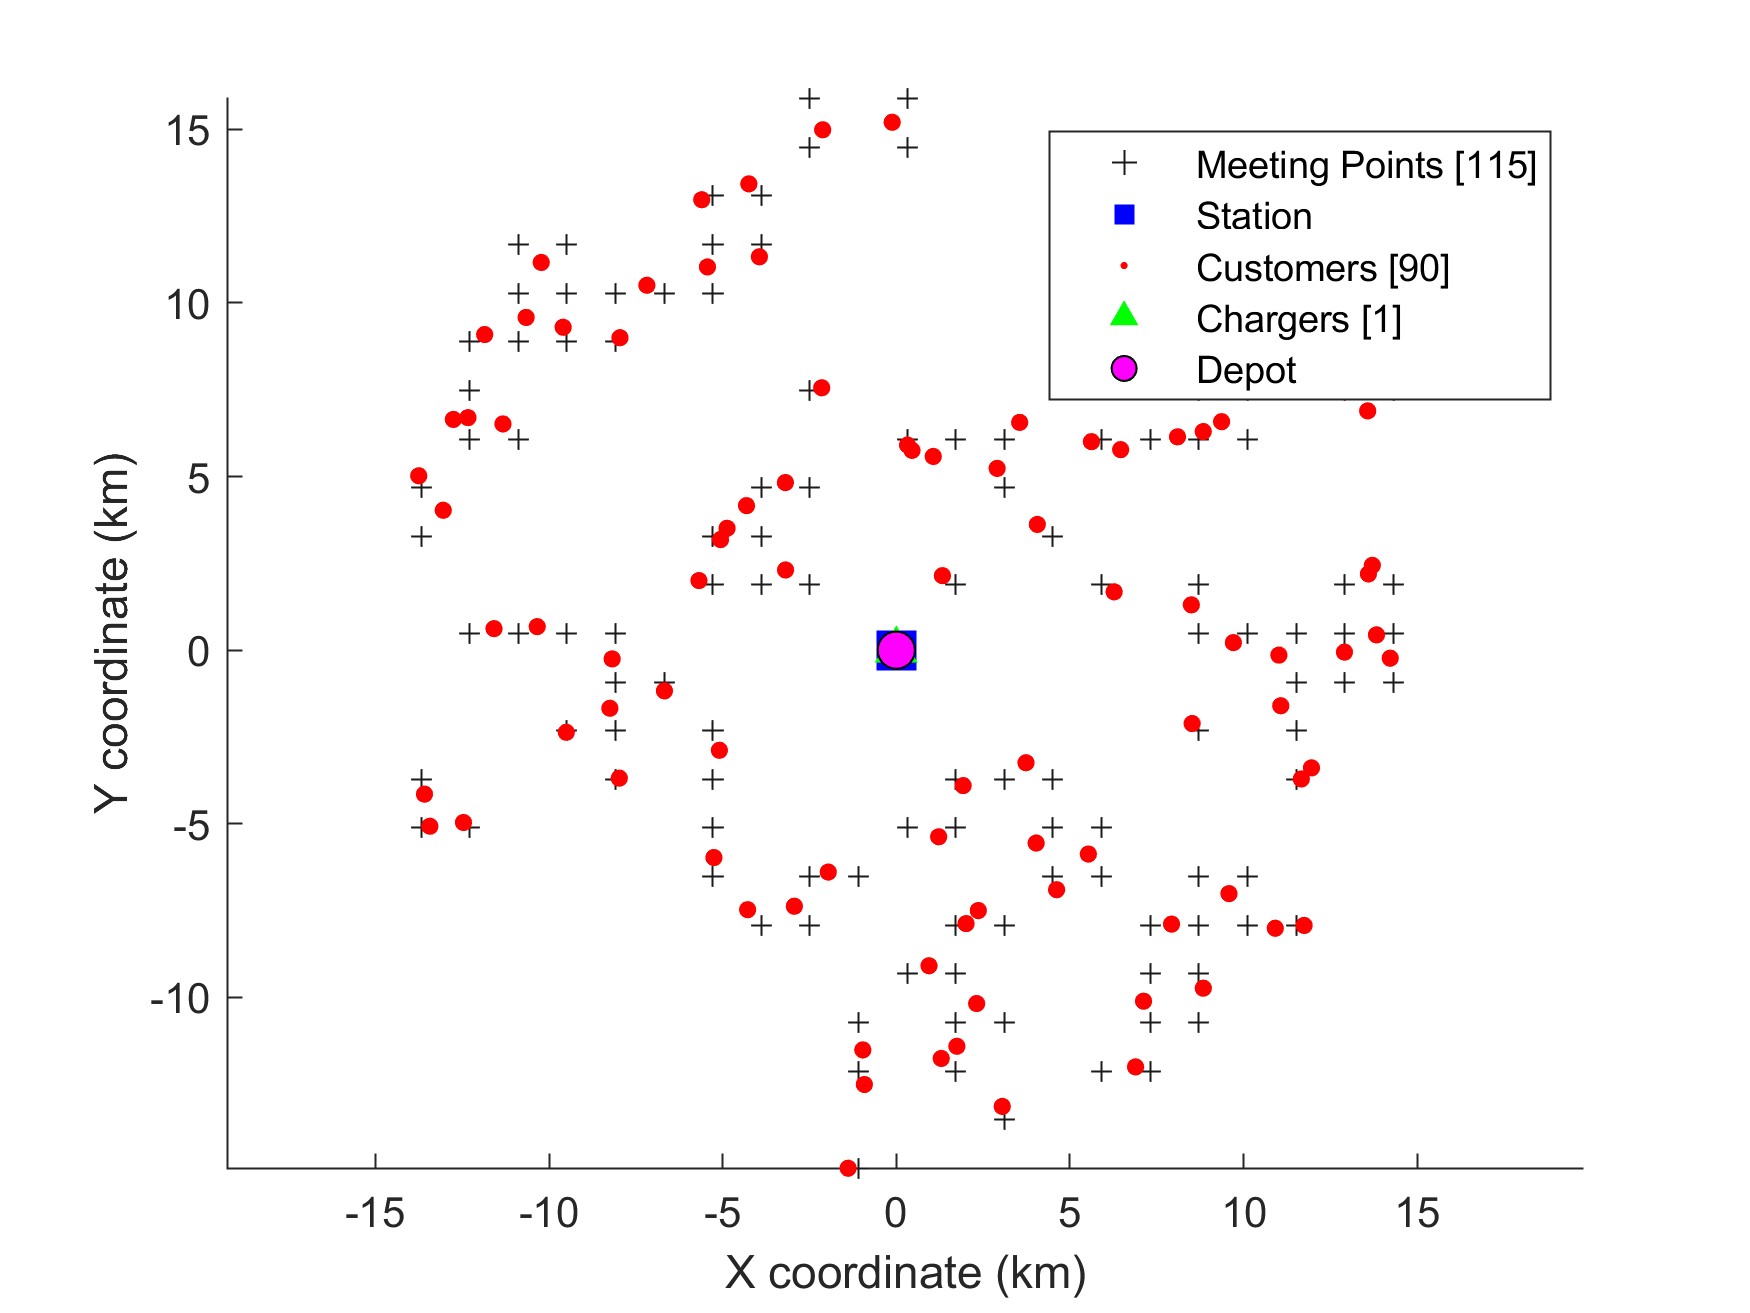 15
10
5
0
-5
-10
Y coordinate (km)
-15 -10 -5 0 5 10 15
X coordinate (km)
Meeting Points [115]
Station
Customers [90]
Chargers [1]
Depot